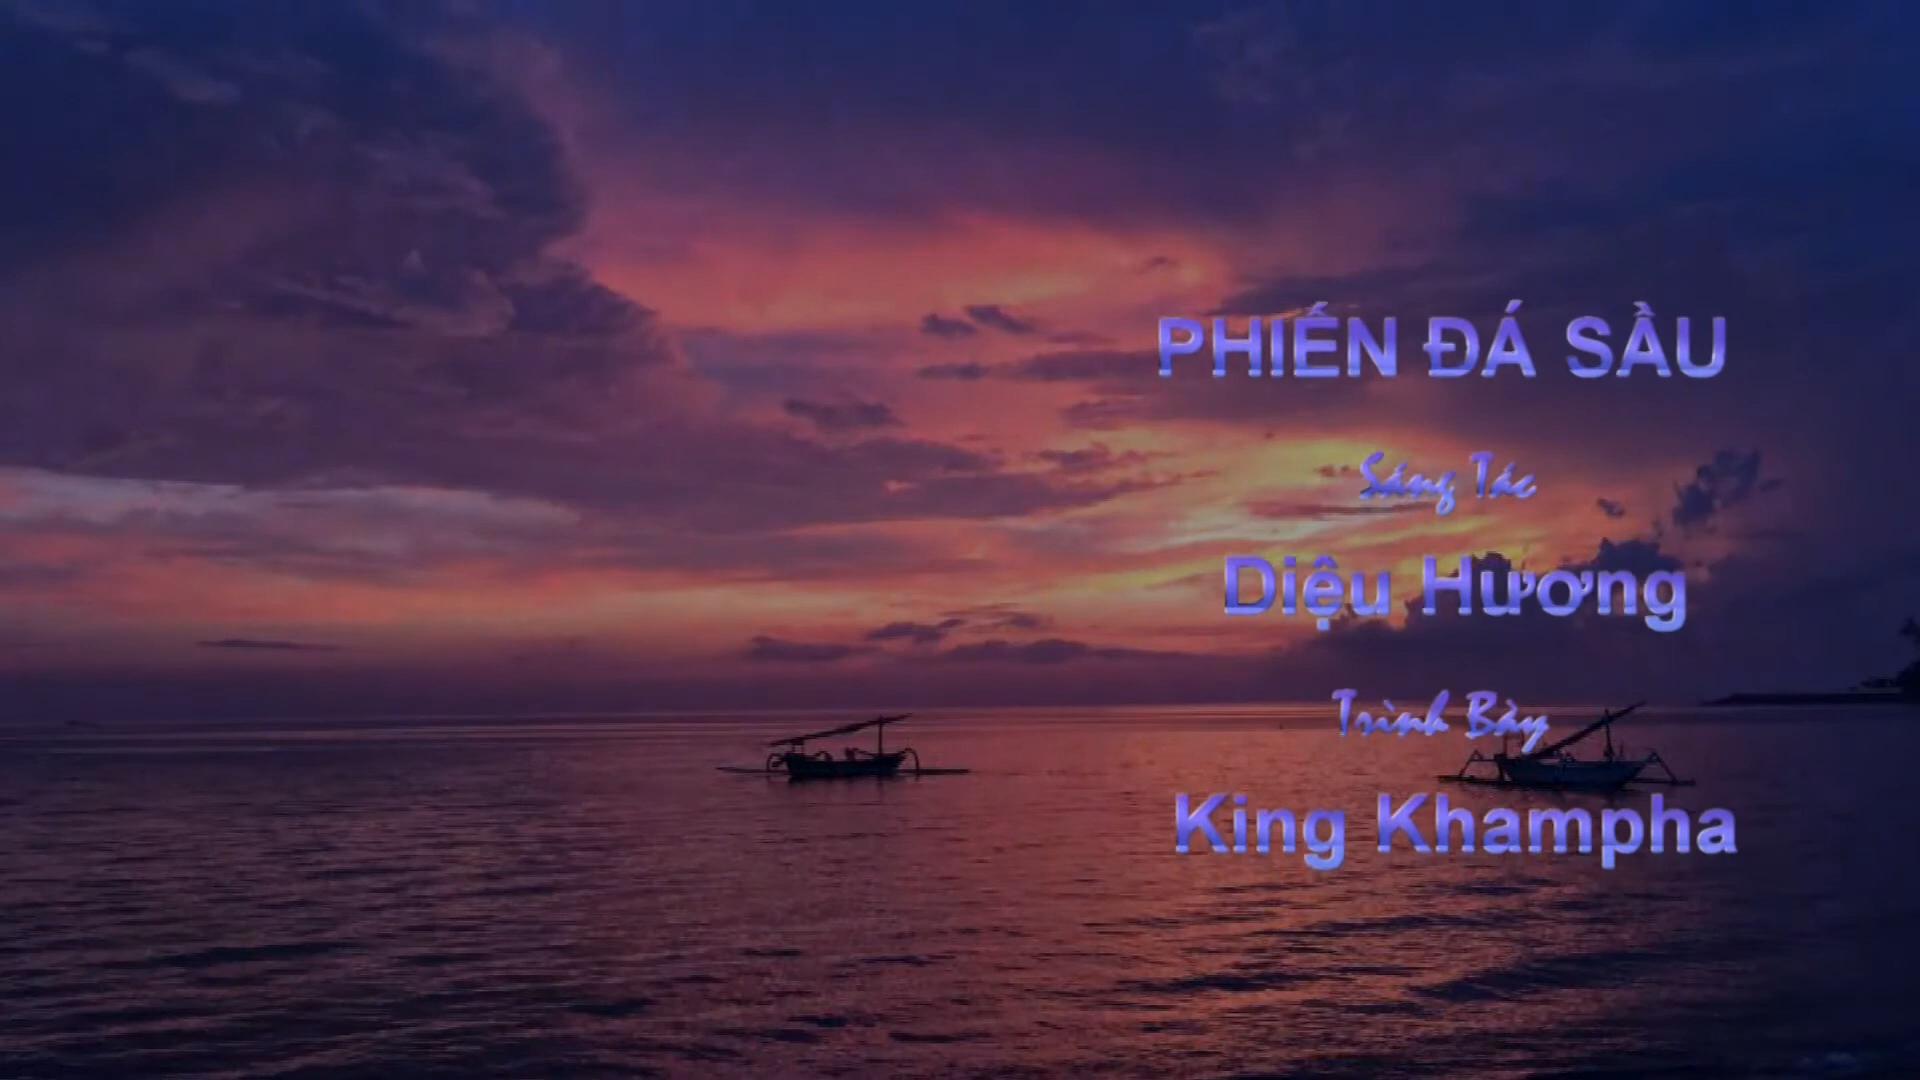 PHIẾN ĐÁ SẦU
Sáng Tác
Diệu Hương
Trình Bày
King Khampha